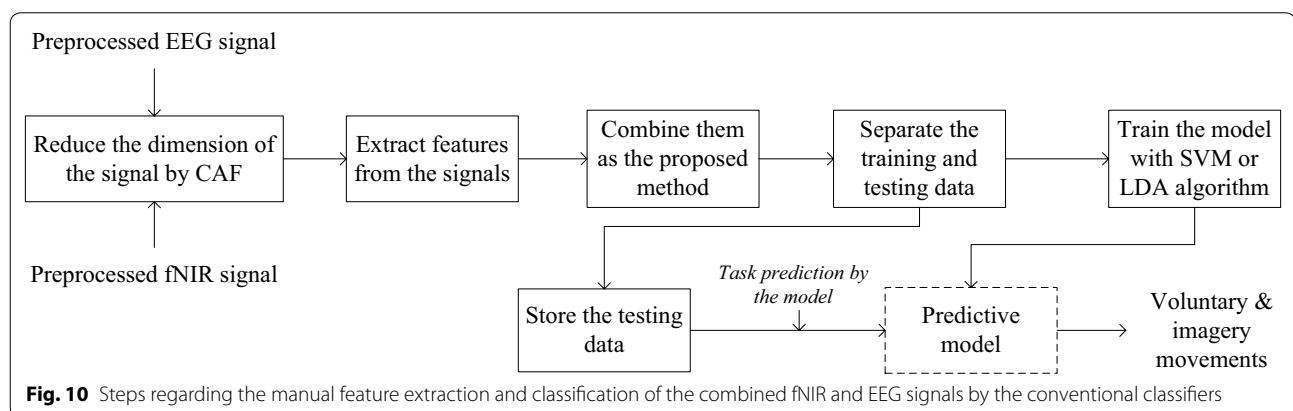 Preprocessed EEG signal
Reduce the dimension of
the signal by CAF
Preprocessed fNIR signal
Extract features
from the signals
Combine them
as the proposed
method
Separate the
training and
testing data
Train the model
with SVM or
LDA algorithm
Store the testing
data
Task prediction by
the model
Predictive
model
Voluntary &
imagery
movements
Fig. 10 Steps regarding the manual feature extraction and classification of the combined fNIR and EEG signals by the conventional classifiers